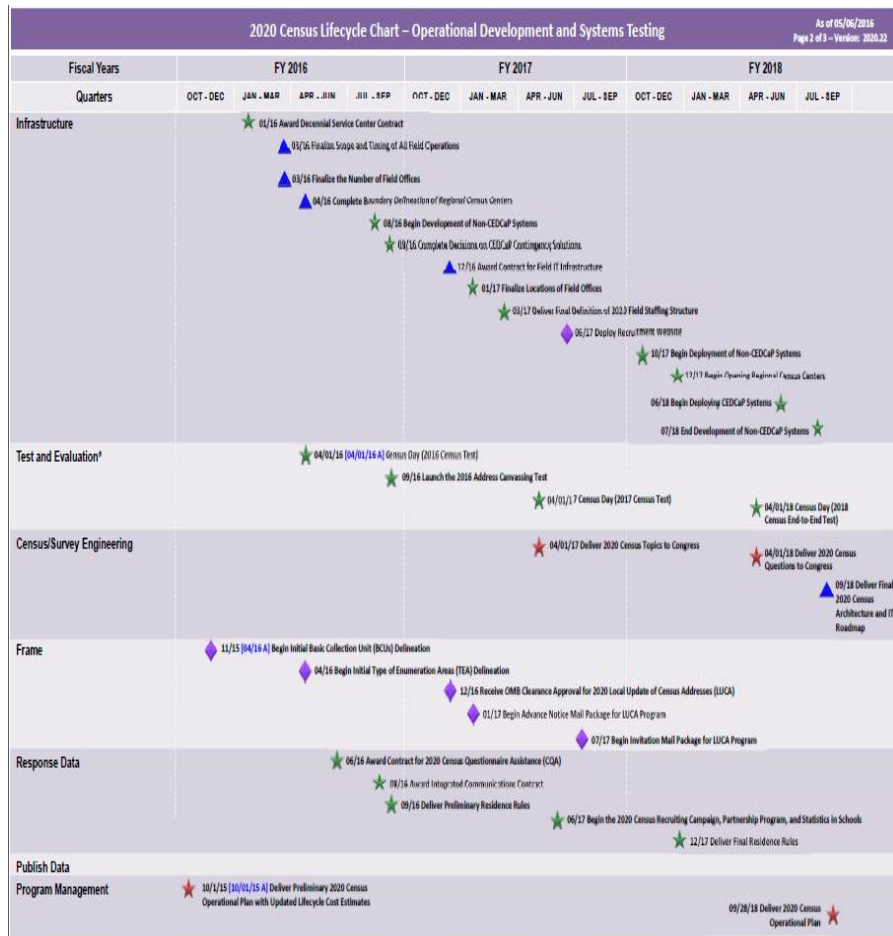 2020 Census Lifecycle Chart – Operational Development and Systems Testing
As of 05/06/2016
Page 2 of 3 – Version: 2020.22
Fiscal Years
FY 2016
FY 2017
FY 2018
Quarters
OCT - DEC
JAN - MAR
APR - JUN
JUL - SEP
OCT - DEC
JAN - MAR
APR - JUN
JUL - SEP
OCT - DEC
JAN - MAR
APR - JUN
JUL - SEP
Infrastructure
01/16 Award Decennial Service Center Contract
03/16 Finalize Scope and Timing of All Field Operations
03/16 Finalize the Number of Field Offices
04/16 Complete Boundary Delineation of Regional Census Centers
08/16 Begin Development of Non-CEDCaP Systems
09/16 Complete Decisions on CEDCaP Contingency Solutions
12/16 Award Contract for Field IT Infrastructure
01/17 Finalize Locations of Field Offices
03/17 Deliver Final Definition of 2020 Field Staffing Structure
06/17 Deploy Recruitment Website
10/17 Begin Deployment of Non-CEDCaP Systems
12/17 Begin Opening Regional Census Centers
06/18 Begin Deploying CEDCaP Systems
07/18 End Development of Non-CEDCaP Systems
Test and Evaluation*
04/01/16 [04/01/16 A] Census Day (2016 Census Test)
09/16 Launch the 2016 Address Canvassing Test
04/01/17 Census Day (2017 Census Test)
04/01/18 Census Day (2018
Census End-to-End Test)
Census/Survey Engineering
04/01/17 Deliver 2020 Census Topics to Congress
04/01/18 Deliver 2020 Census
Questions to Congress
09/18 Deliver Final
2020 Census
Architecture and IT
Roadmap
Frame
11/15 [04/16 A] Begin Initial Basic Collection Unit (BCUs) Delineation
04/16 Begin Initial Type of Enumeration Areas (TEA) Delineation
12/16 Receive OMB Clearance Approval for 2020 Local Update of Census Addresses (LUCA)
01/17 Begin Advance Notice Mail Package for LUCA Program
07/17 Begin Invitation Mail Package for LUCA Program
Response Data
06/16 Award Contract for 2020 Census Questionnaire Assistance (CQA)
08/16 Award Integrated Communications Contract
09/16 Deliver Preliminary Residence Rules
06/17 Begin the 2020 Census Recruiting Campaign, Partnership Program, and Statistics in Schools
12/17 Deliver Final Residence Rules
Publish Data
Program Management
10/1/15 [10/01/15 A] Deliver Preliminary 2020 Census
Operational Plan with Updated Lifecycle Cost Estimates
09/28/18 Deliver 2020 Census
Operational Plan